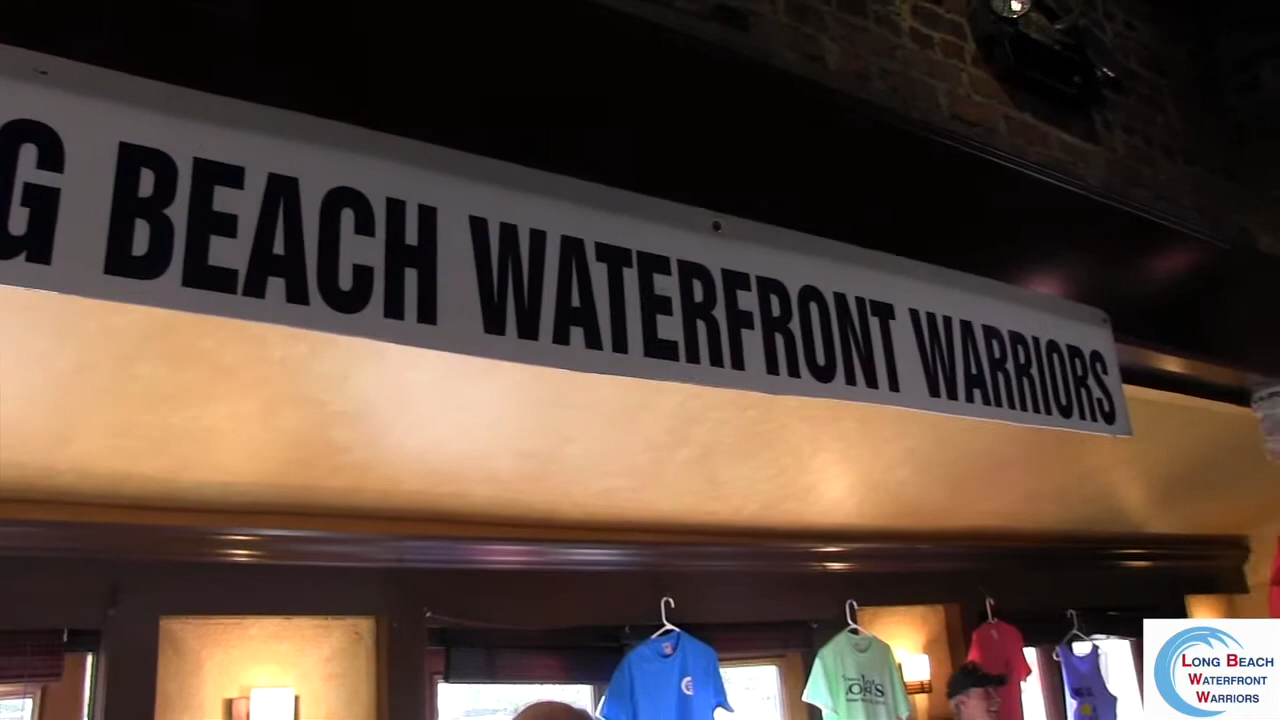 G BEACH WATERFRONT WARRIORS
LONG BEACH
WATERFRONT
WARRIORS